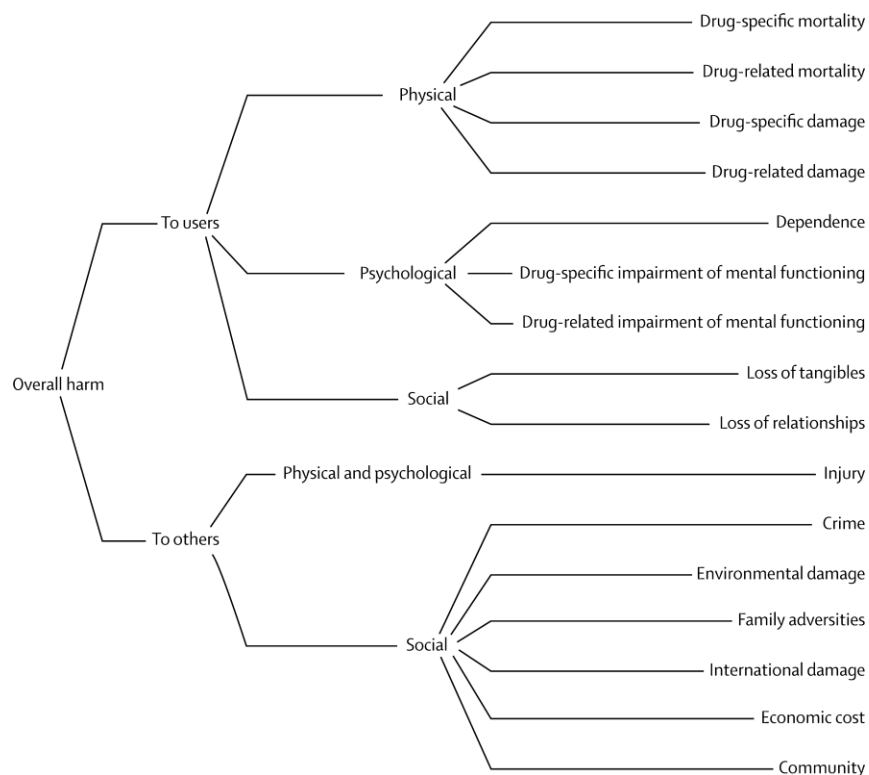 Drug-specific mortality
Drug-related mortality
Physical
Drug-specific damage
Drug-related damage
To users
Dependence
Psychological
Drug-specific impairment of mental functioning
Drug-related impairment of mental functioning
Loss of tangibles
Overall harm
Social
Loss of relationships
Physical and psychological
Injury
Crime
To others
Environmental damage
Family adversities
Social
International damage
Economic cost
Community